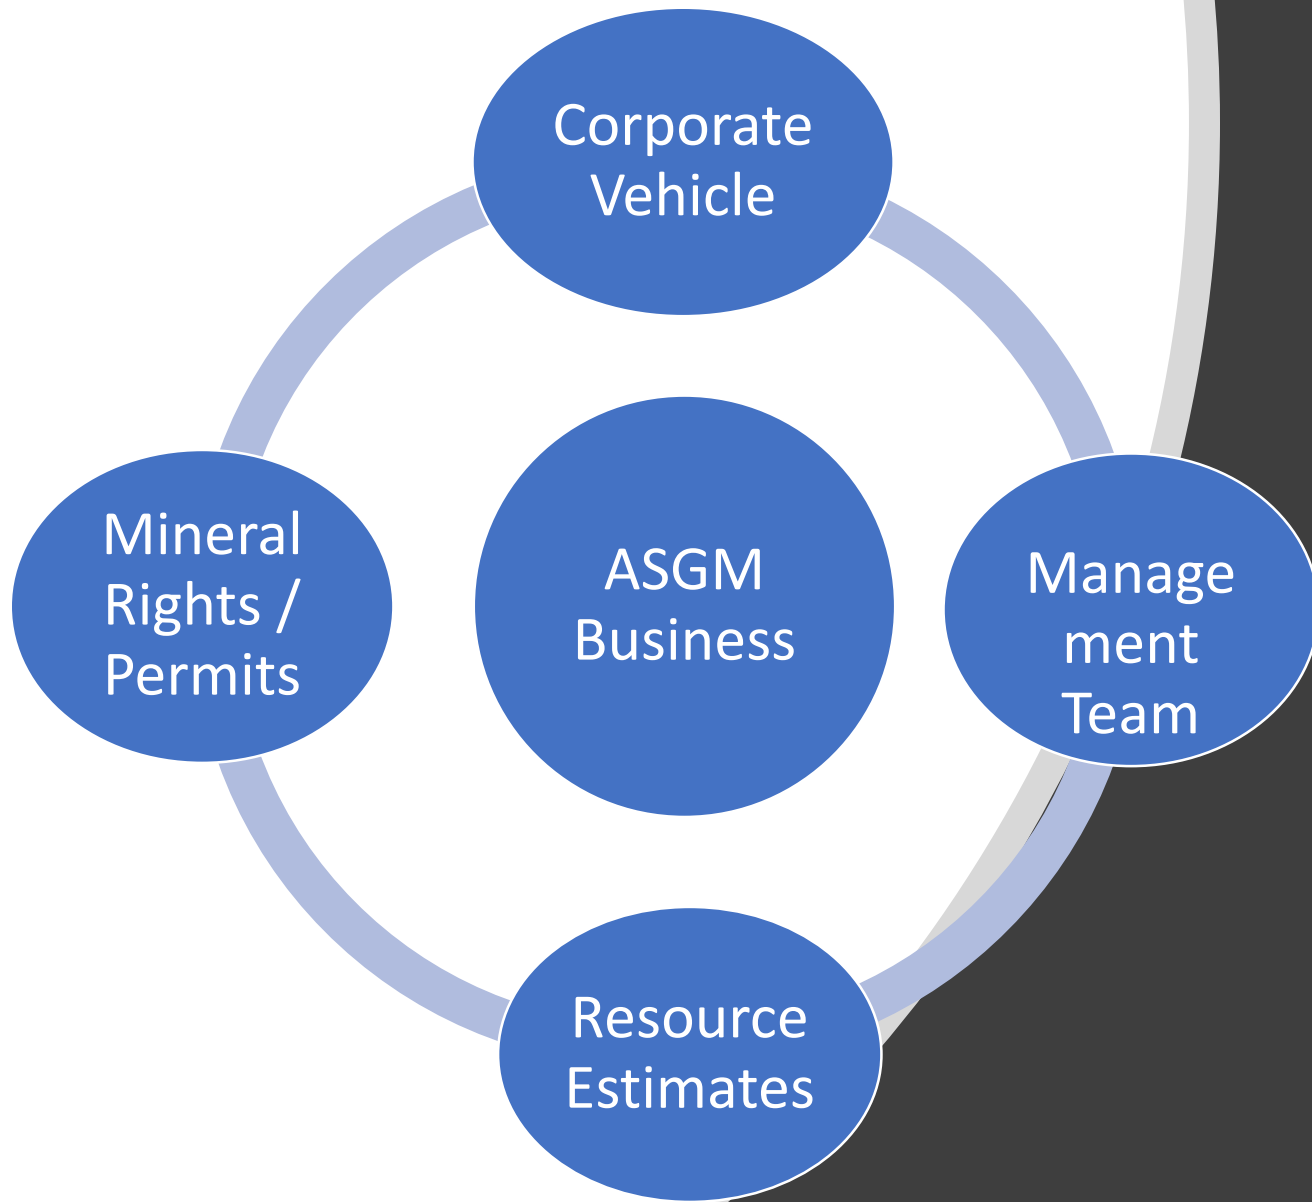 Corporate
Vehicle
Mineral
Rights /
Permits
ASGM
Business
Manage
ment
Team
Resource
Estimates